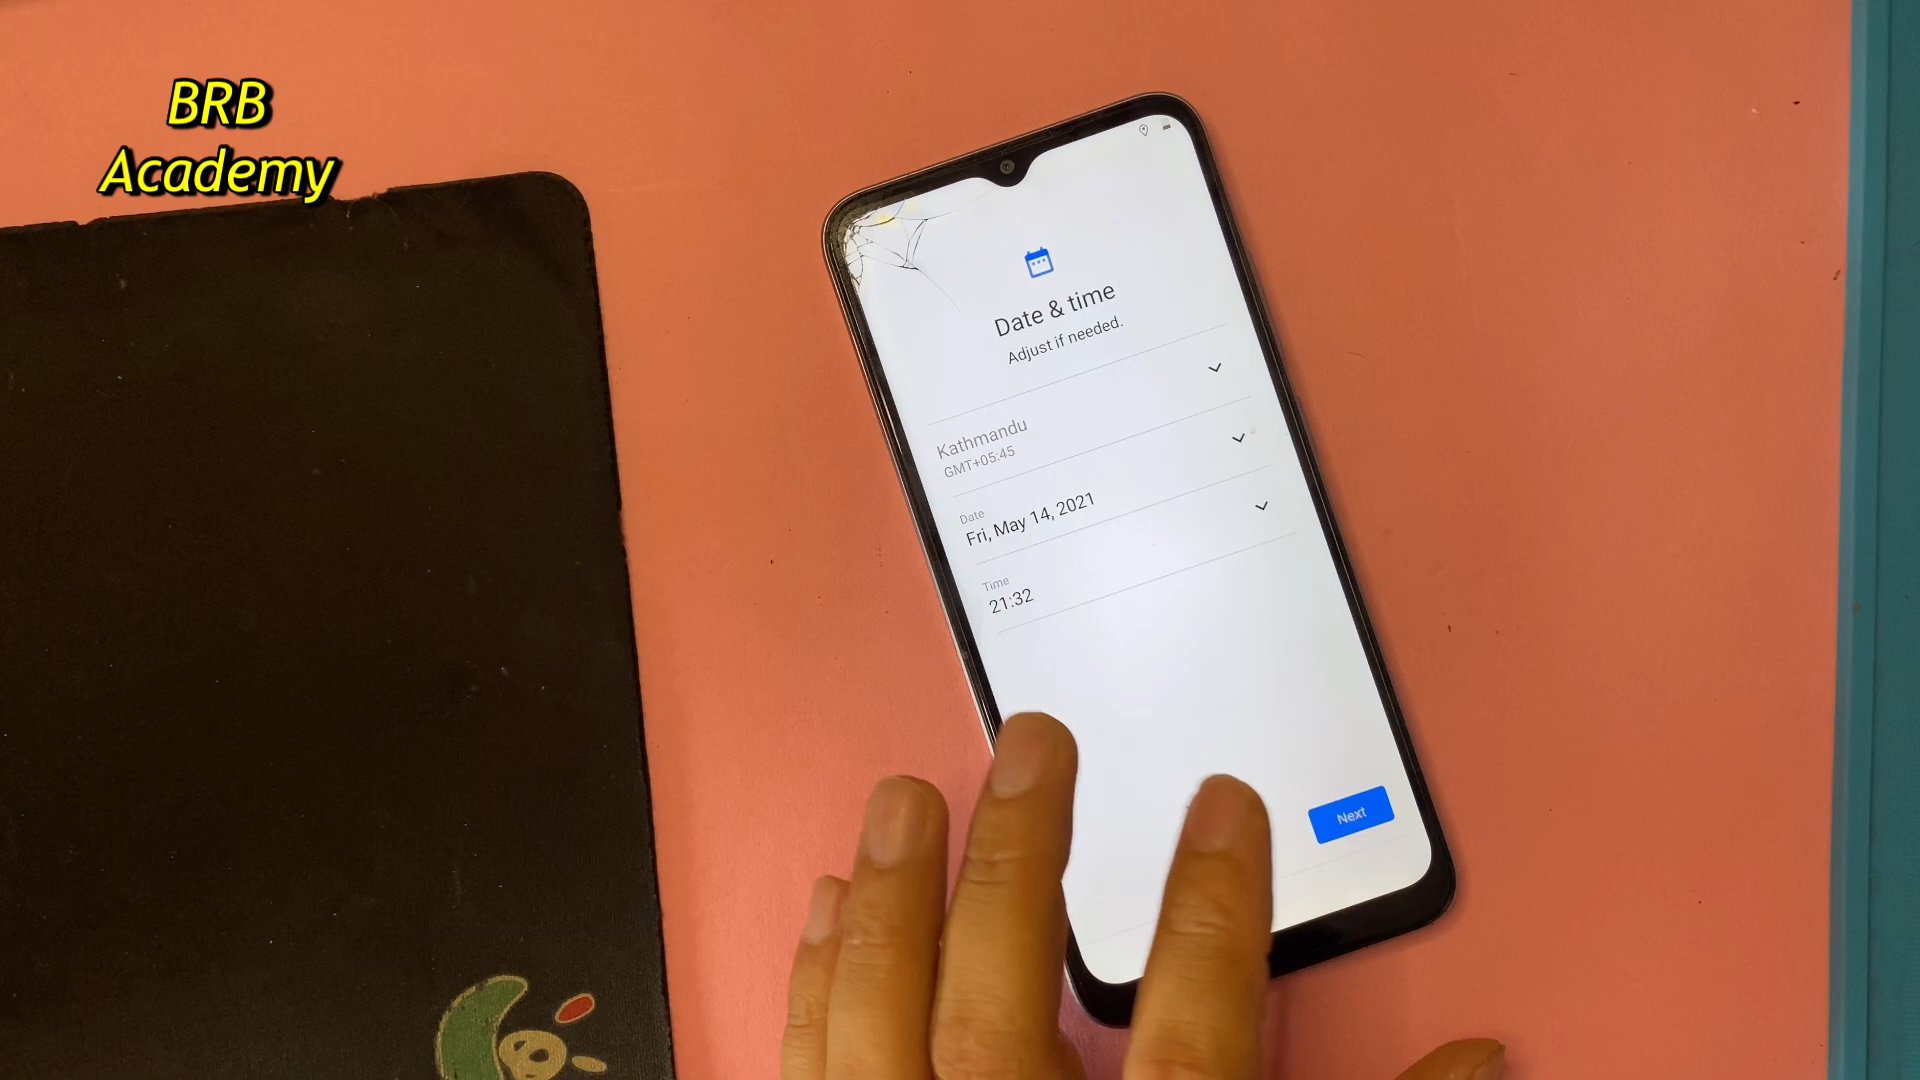 BRB
Academy
Date & time
Adjust if needed.
Kathmandu
GMT+05:45
Date
Fri, May 14, 2021
Time
21:32
Next